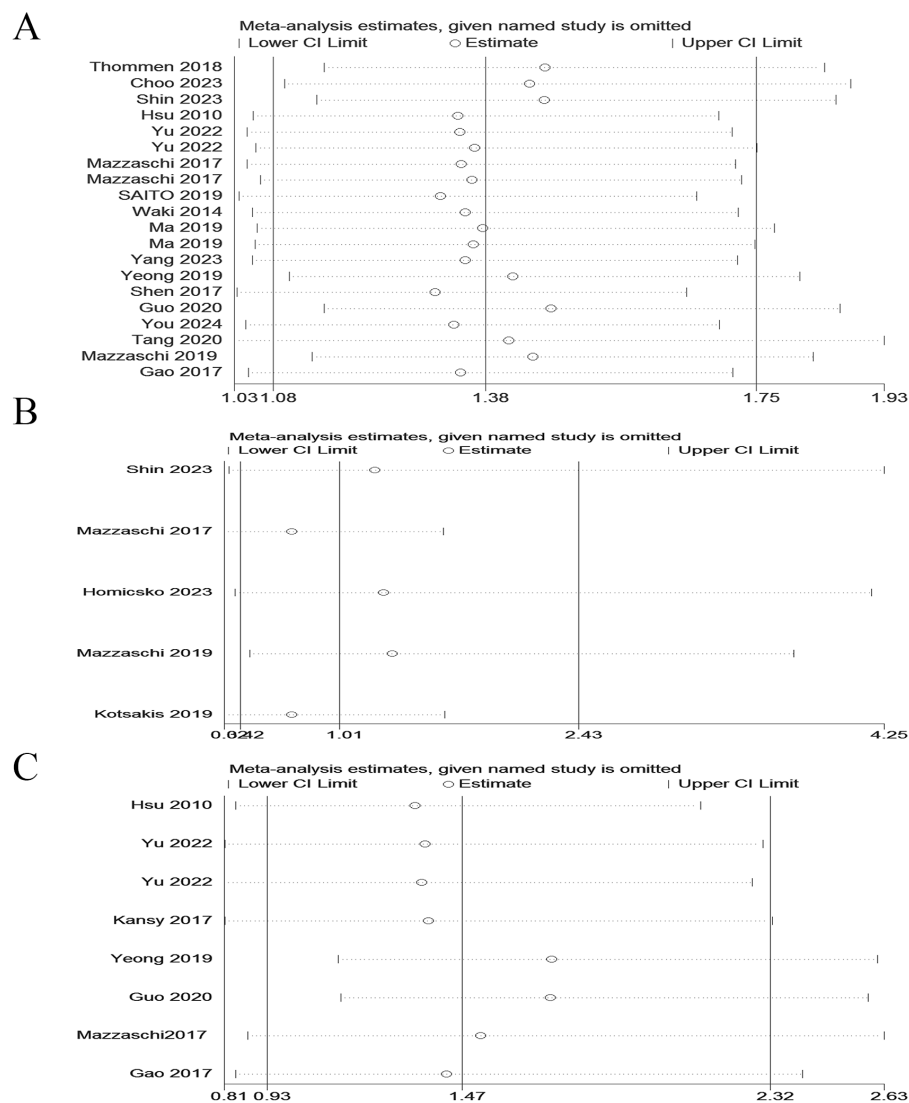 A
Meta-analysis estimates, given named study is omitted
Lower CI Limit Estimate Upper CI Limit
Thommen 2018
Choo 2023
Shin 2023
Hsu 2010
Yu 2022
Yu 2022
Mazzaschi 2017
Mazzaschi 2017
SAITO 2019
Waki 2014
Ma 2019
Ma 2019
Yang 2023
Yeong 2019
Shen 2017
Guo 2020
You 2024
Tang 2020
Mazzaschi 2019
Gao 2017
1.03 1.08 1.38 1.75 1.93
B
Meta-analysis estimates, given named study is omitted
Lower CI Limit Estimate Upper CI Limit
Shin 2023
Mazzaschi 2017
Homicsko 2023
Mazzaschi 2019
Kotsakis 2019
1.01 2.43 4.25
C
Meta-analysis estimates, given named study is omitted
Lower CI Limit Estimate Upper CI Limit
Hsu 2010
Yu 2022
Yu 2022
Kansy 2017
Yeong 2019
Guo 2020
Mazzaschi2017
Gao 2017
0.81 0.93 1.47 2.32 2.63